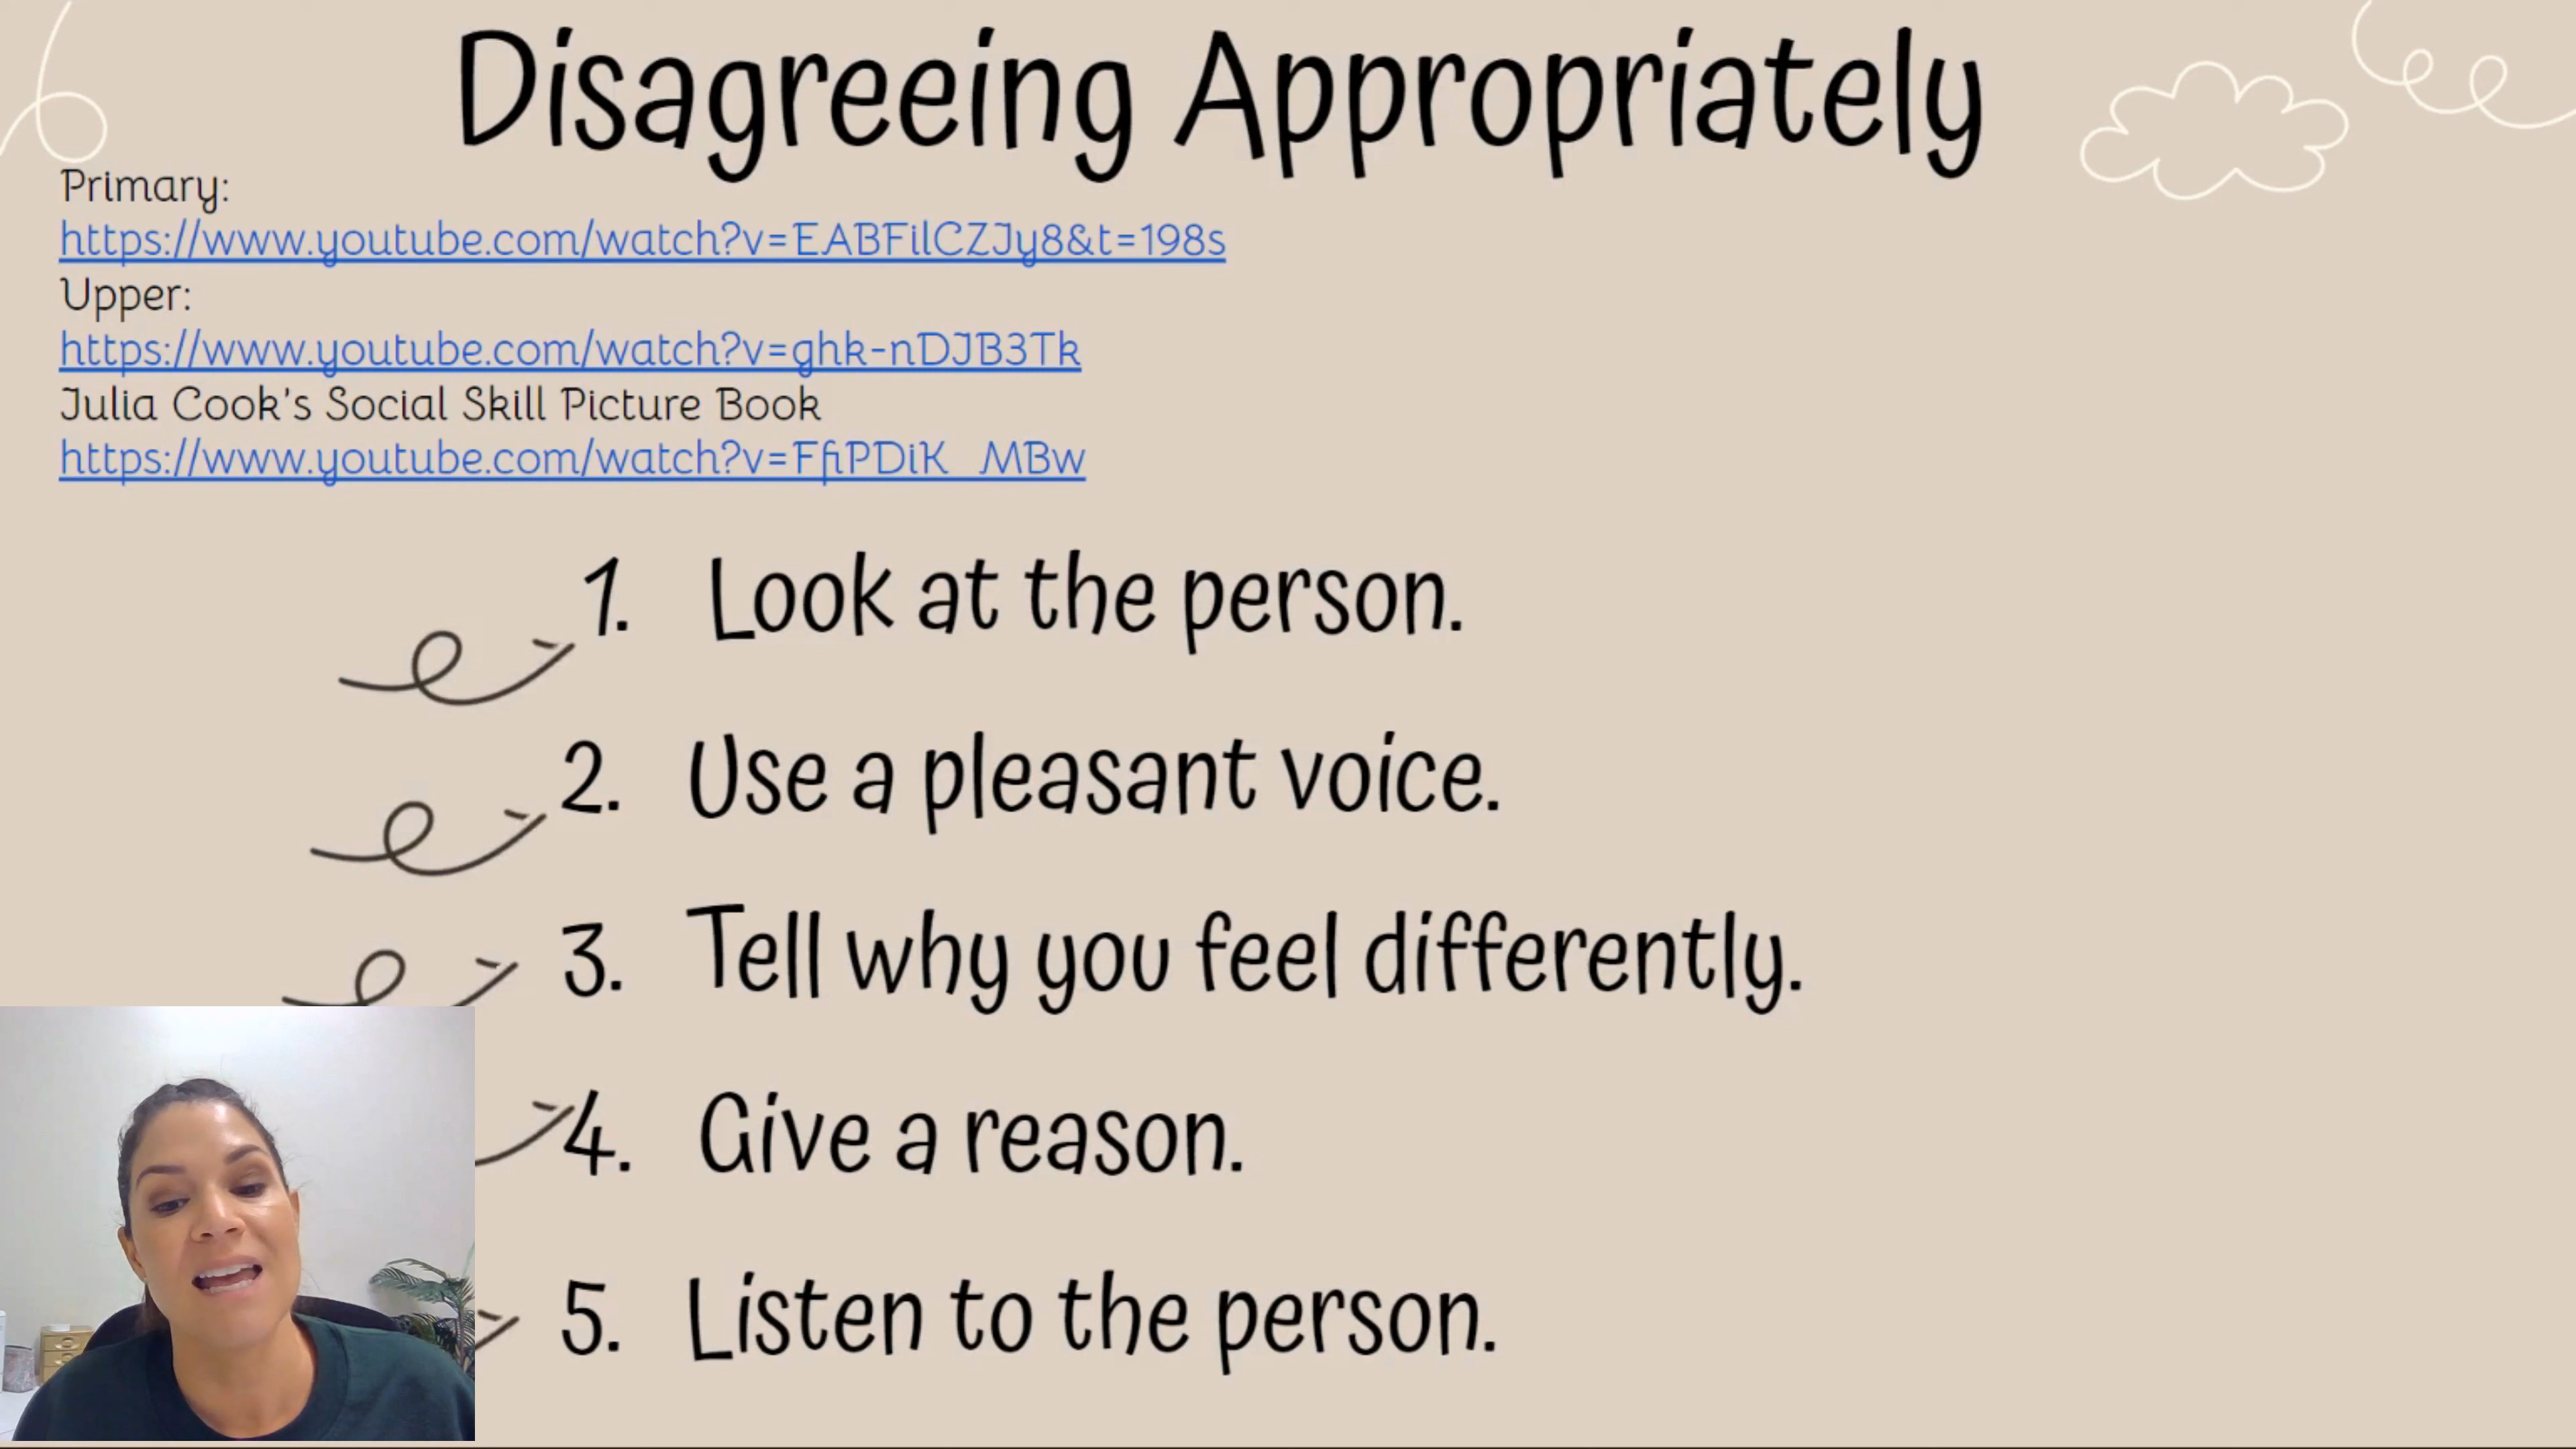 Disagreeing Appropriately
Primary:
https://www.youtube.com/watch?v=EABFilCZJy8&t=198s
Upper:
https://www.youtube.com/watch?v=ghk-nDJB3Tk
Julia Cook's Social Skill Picture Book
https://www.youtube.com/watch?v=FfiPDiK_MBw
1. Look at the person.
2. Use a pleasant voice.
3. Tell why you feel differently.
4. Give a reason.
5. Listen to the person.